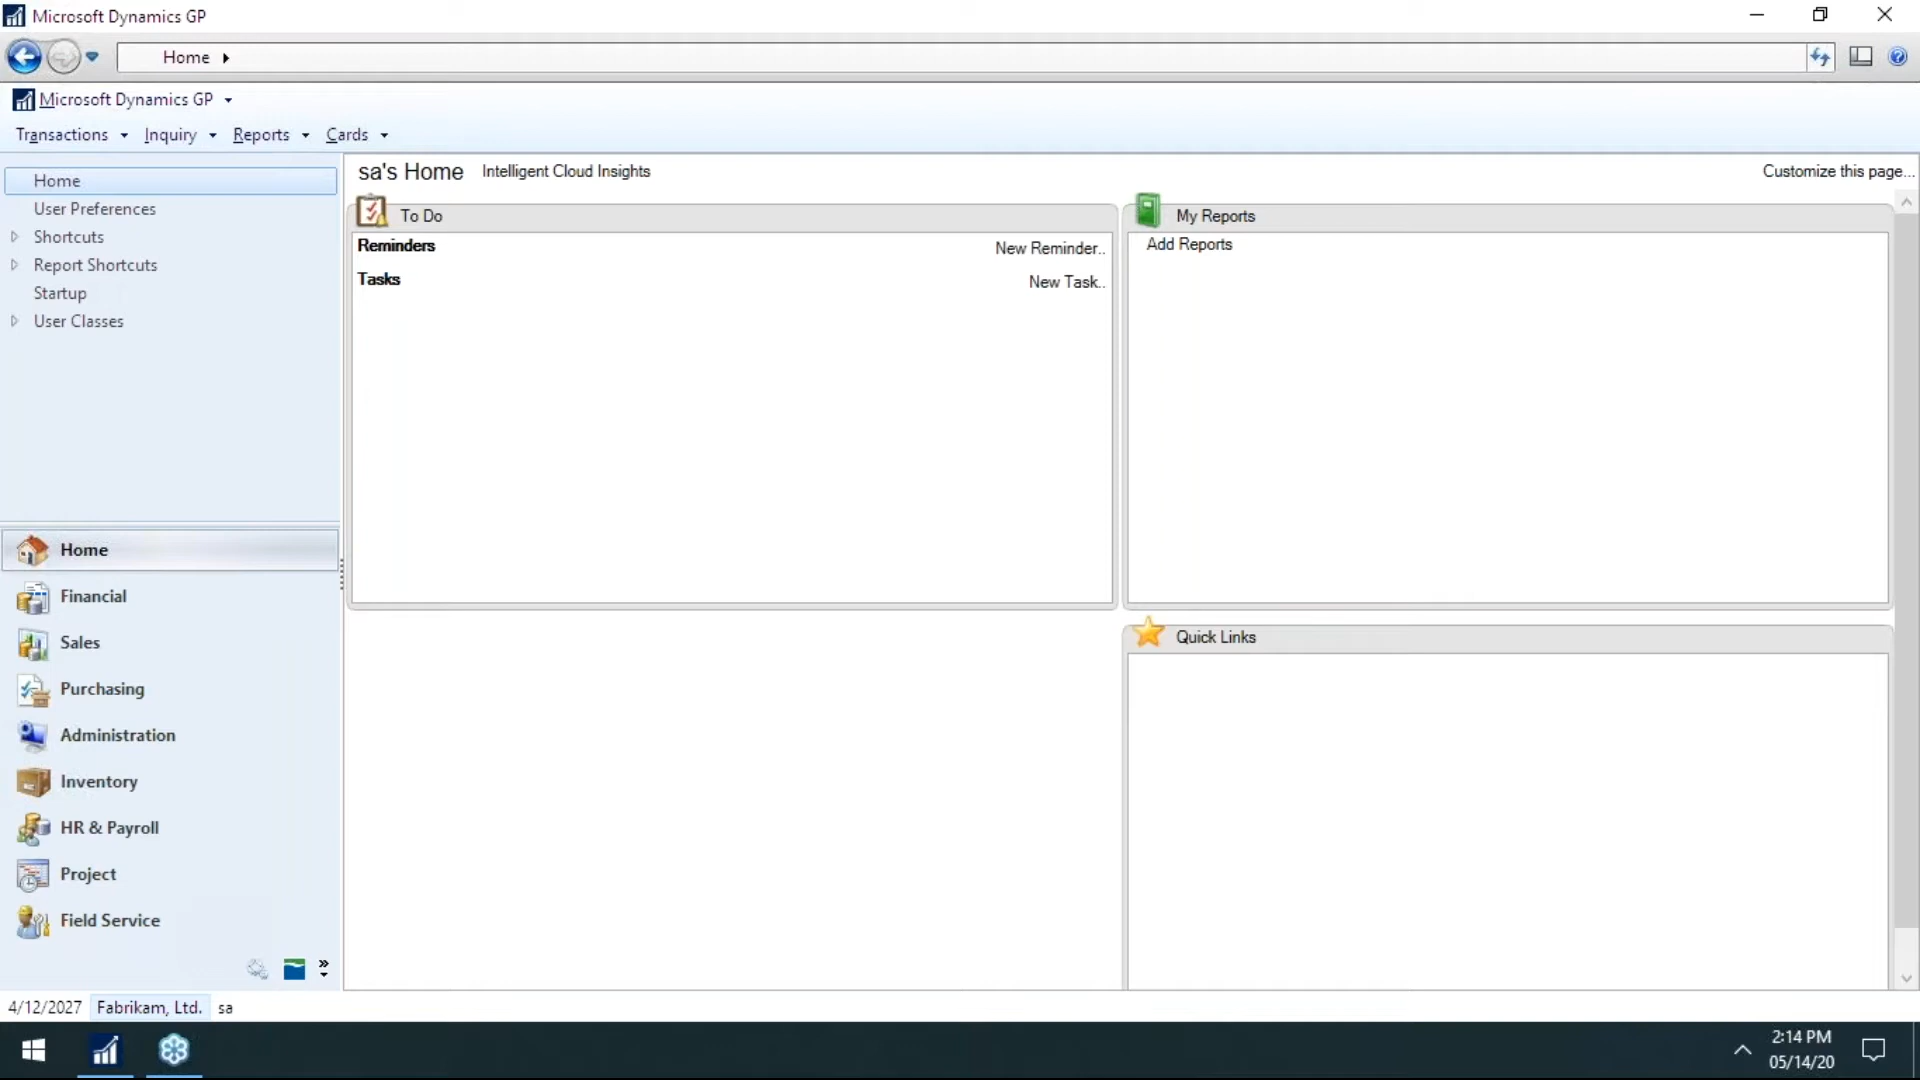 Microsoft Dynamics GP
Home
Microsoft Dynamics GP
Transactions Inquiry Reports Cards
Home
User Preferences
Shortcuts
Report Shortcuts
Startup
User Classes
Home
Financial
Sales
Purchasing
Administration
Inventory
HR & Payroll
Project
Field Service
sa's Home Intelligent Cloud Insights Customize this page...
To Do
Reminders New Reminder..
Tasks New Task..
My Reports
Add Reports
Quick Links
4/12/2027 Fabrikam, Ltd. sa
2:14 PM
05/14/20